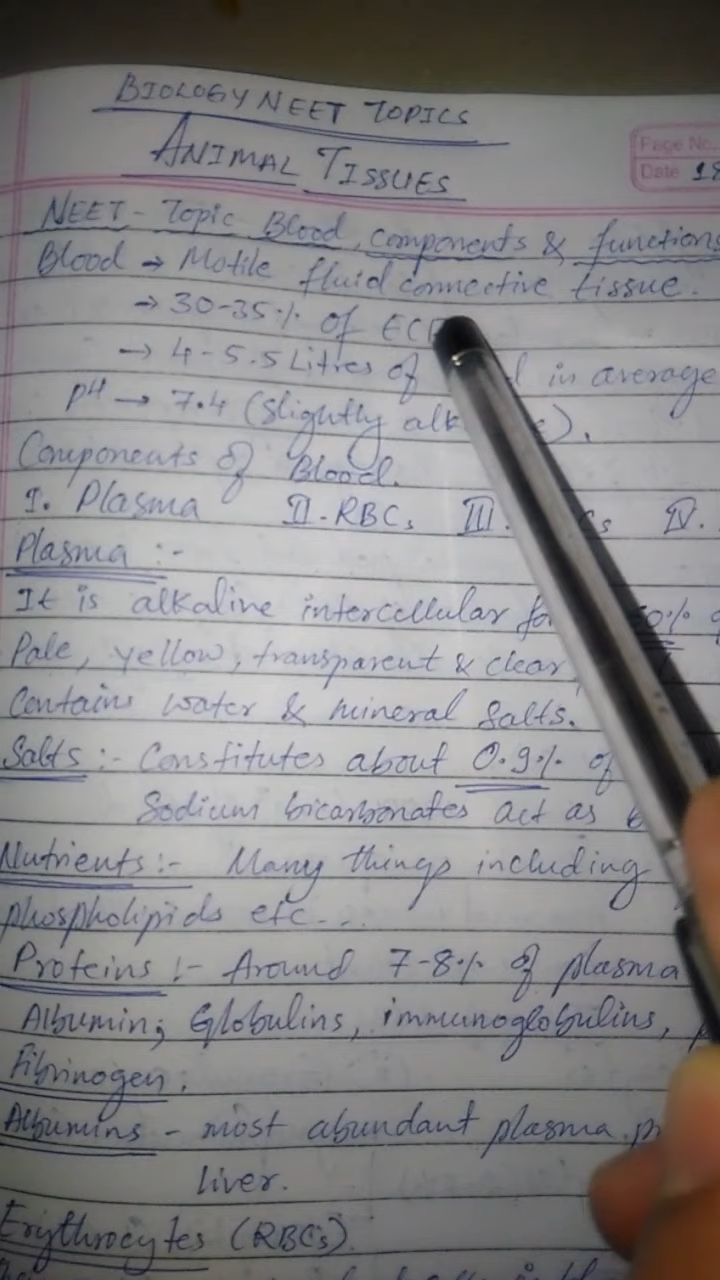 BIOLOGY NEET TOPICS
ANIMAL TISSUES
Page No.
Date 18
NEET - Topic Blood, components & functions
Blood → Motile fluid connective tissue.
→ 30-35% of
→ 4-5.5 Litres of in average
pH → 7.4 (slightly
Components of Blood.
I. Plasma II. RBCs III. IV.
Plasma :-
It is alkaline intercellular
Pale, yellow, transparent & clear
Contains water & mineral salts.
Salts :- Constitutes about 0.9% of
Sodium bicarbonates act as
Nutrients :- Many things including
phospholipids etc...
Proteins :- Around 7-8% of plasma
Albumin; Globulins, immunoglobulins,
Fibrinogen;
Albumins - most abundant plasma
liver.
Erythrocytes (RBCs)